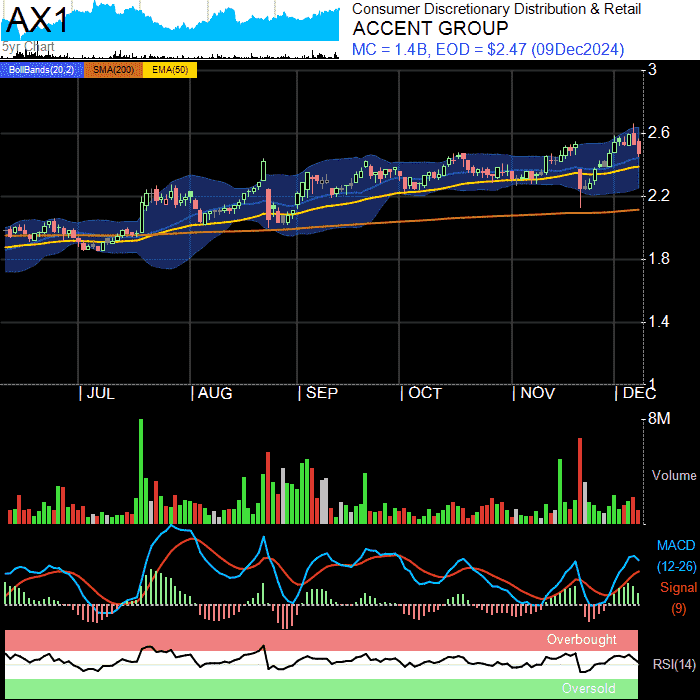 AX1
5yr Chart
Consumer Discretionary Distribution & Retail
ACCENT GROUP
MC = 1.4B, EOD = $2.47 (09Dec2024)
BollBands(20,2) SMA(200) EMA(50)
3
2.6
2.2
1.8
1.4
1
JUL AUG SEP OCT NOV DEC
8M
Volume
MACD
(12-26)
Signal
(9)
Overbought
RSI(14)
Oversold